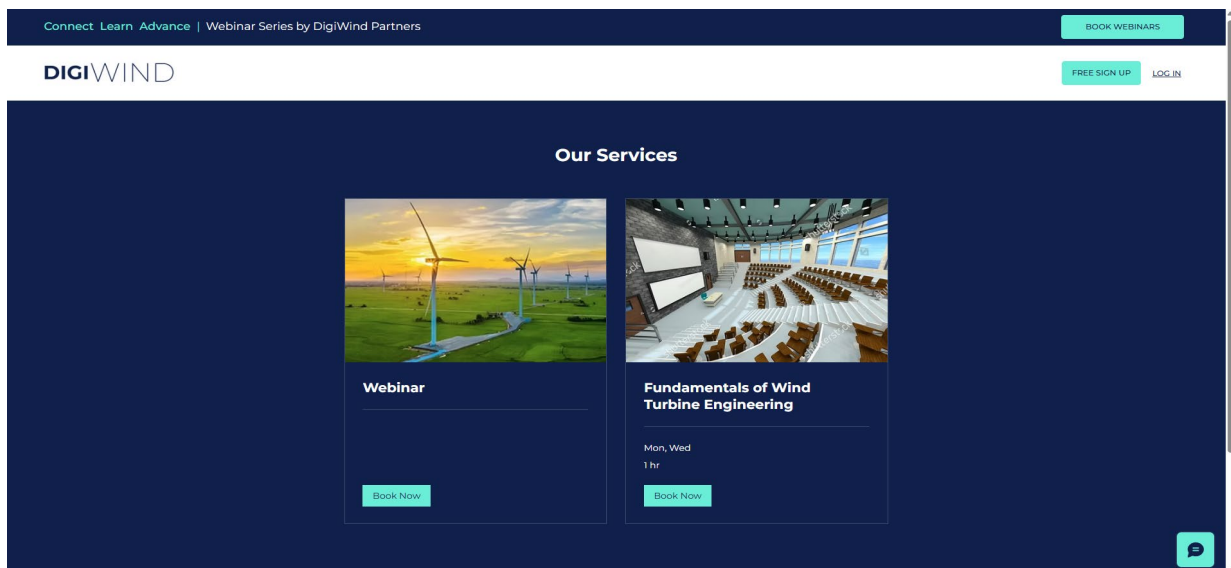 Connect Learn Advance | Webinar Series by DigiWind Partners
BOOK WEBINARS
DIGIWIND
FREE SIGN UP
LOG IN
Our Services
shutterstock
Webinar
Book Now
Fundamentals of Wind
Turbine Engineering
Mon, Wed
1 hr
Book Now